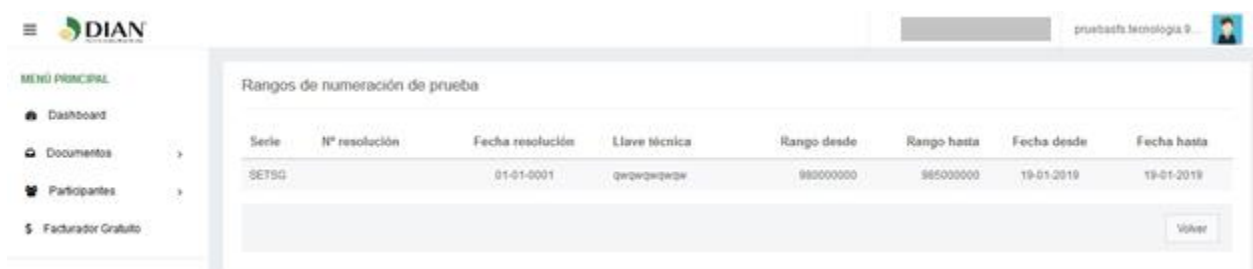 DIAN
pruebasfs.tecnologia.9...
MENÚ PRINCIPAL
Dashboard
Documentos
Participantes
$ Facturador Gratuito
Rangos de numeración de prueba
Serie Nº resolución Fecha resolución Llave técnica Rango desde Rango hasta Fecha desde Fecha hasta
SETSG 01-01-0001 qwqwqwqwqw 980000000 985000000 19-01-2019 19-01-2019
Volver